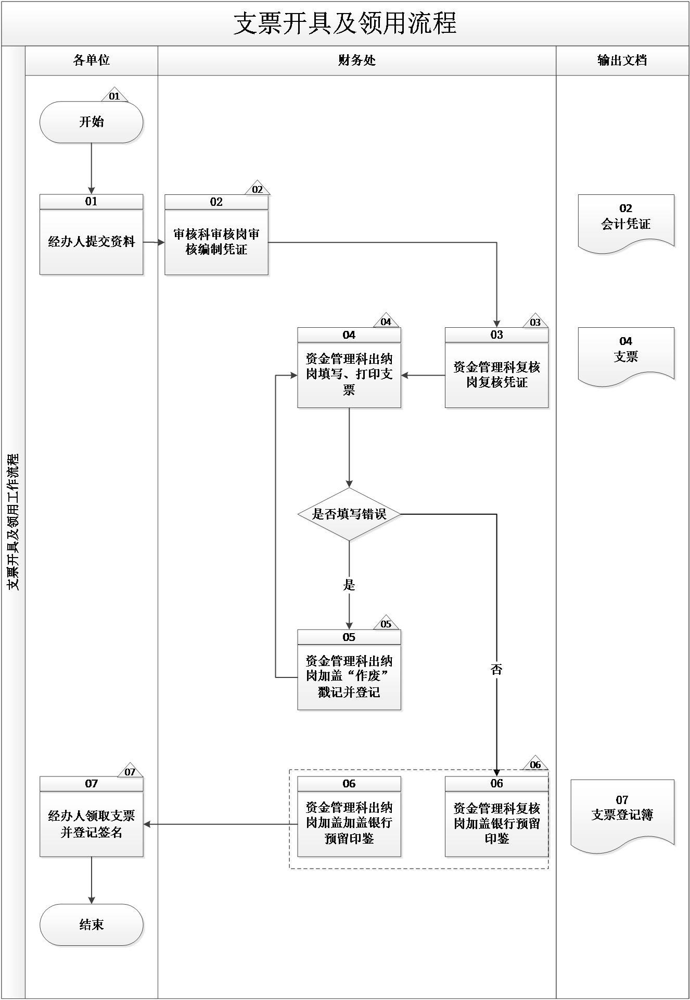 支票开具及领用流程
各单位
财务处
输出文档
支票开具及领用工作流程
01
开始
01
经办人提交资料
02
02
审核科审核岗审
核编制凭证
02
会计凭证
04
04
资金管理科出纳
岗填写、打印支
票
03
03
资金管理科复核
岗复核凭证
04
支票
是否填写错误
是
否
05
05
资金管理科出纳
岗加盖“作废”
戳记并登记
07
07
经办人领取支票
并登记签名
06
资金管理科出纳
岗加盖加盖银行
预留印鉴
06
06
资金管理科复核
岗加盖银行预留
印鉴
07
支票登记簿
结束